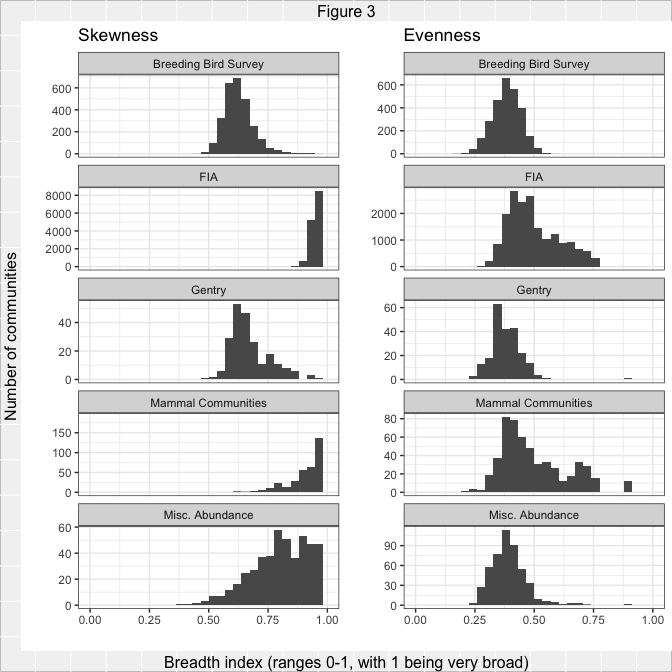 Figure 3
Skewness
Evenness
Number of communities
Breeding Bird Survey
600
400
200
0
FIA
8000
6000
4000
2000
0
Gentry
40
20
0
Mammal Communities
150
100
50
0
Misc. Abundance
60
40
20
0
0.00 0.25 0.50 0.75 1.00
Breeding Bird Survey
600
400
200
0
FIA
2000
1000
0
Gentry
60
40
20
0
Mammal Communities
80
60
40
20
0
Misc. Abundance
90
60
30
0
0.00 0.25 0.50 0.75 1.00
Breadth index (ranges 0-1, with 1 being very broad)